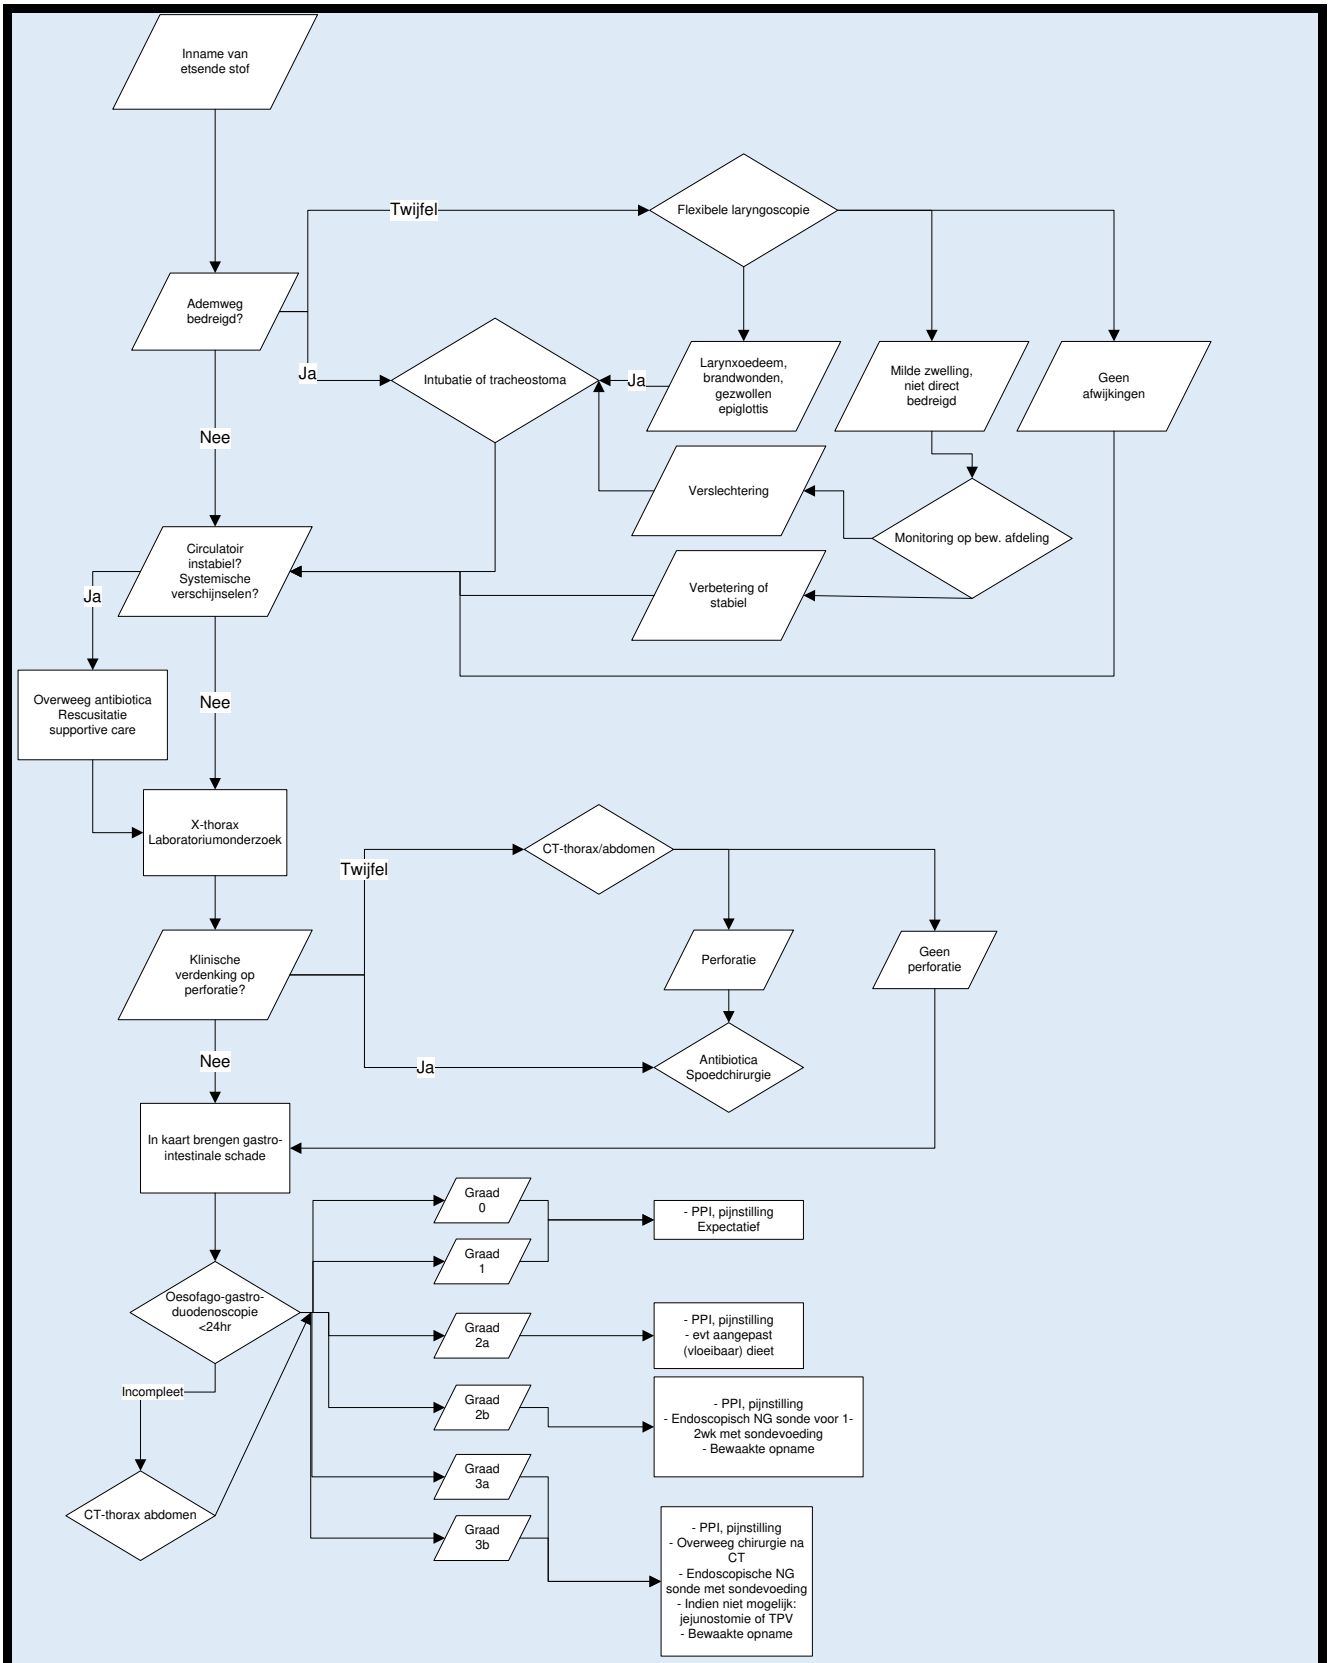 Inname van
etsende stof
Twijfel
Flexibele laryngoscopie
Ademweg
bedreigd?
Ja
Intubatie of tracheostoma
Ja
Larynxoedeem,
brandwonden,
gezwollen
epiglottis
Milde zwelling,
niet direct
bedreigd
Geen
afwijkingen
Nee
Verslechtering
Monitoring op bew. afdeling
Circulatoir
instabiel?
Systemische
verschijnselen?
Verbetering of
stabiel
Ja
Overweeg antibiotica
Rescusitatie
supportive care
Nee
X-thorax
Laboratoriumonderzoek
CT-thorax/abdomen
Twijfel
Klinische
verdenking op
perforatie?
Perforatie
Geen
perforatie
Nee
Ja
Antibiotica
Spoedchirurgie
In kaart brengen gastro-
intestinale schade
Graad
0
- PPI, pijnstilling
Expectatief
Graad
1
Oesofago-gastro-
duodenoscopie
<24hr
Graad
2a
- PPI, pijnstilling
- evt aangepast
(vloeibaar) dieet
Incompleet
Graad
2b
- PPI, pijnstilling
- Endoscopisch NG sonde voor 1-
2wk met sondevoeding
- Bewaakte opname
Graad
3a
CT-thorax abdomen
Graad
3b
- PPI, pijnstilling
- Overweeg chirurgie na
CT
- Endoscopische NG
sonde met sondevoeding
- Indien niet mogelijk:
jejunostomie of TPV
- Bewaakte opname